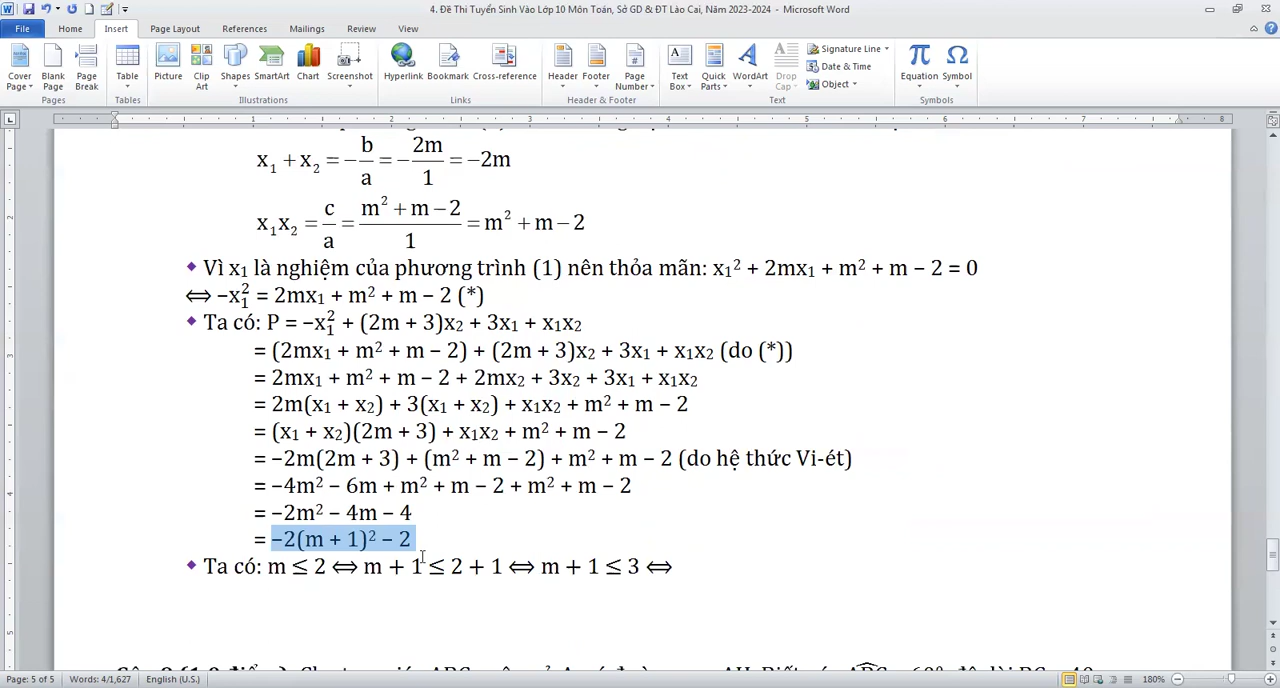 4. Đề Thi Tuyển Sinh Vào Lớp 10 Môn Toán, Sở GD & ĐT Lào Cai, Năm 2023-2024 - Microsoft Word
File Home Insert Page Layout References Mailings Review View
Cover Page Blank Page Page Break Table Picture Clip Art Shapes SmartArt Chart Screenshot Hyperlink Bookmark Cross-reference Header Footer Page Number Text Box Quick Parts WordArt Drop Cap Signature Line Date & Time Object Equation Symbol
Pages Tables Illustrations Links Header & Footer Text Symbols
x₁ + x₂ = −b/a = −2m/1 = −2m
x₁x₂ = c/a = (m² + m − 2)/1 = m² + m − 2
Vì x₁ là nghiệm của phương trình (1) nên thỏa mãn: x₁² + 2mx₁ + m² + m − 2 = 0
⇔ −x₁² = 2mx₁ + m² + m − 2 (*)
Ta có: P = −x₁² + (2m + 3)x₂ + 3x₁ + x₁x₂
= (2mx₁ + m² + m − 2) + (2m + 3)x₂ + 3x₁ + x₁x₂ (do (*))
= 2mx₁ + m² + m − 2 + 2mx₂ + 3x₂ + 3x₁ + x₁x₂
= 2m(x₁ + x₂) + 3(x₁ + x₂) + x₁x₂ + m² + m − 2
= (x₁ + x₂)(2m + 3) + x₁x₂ + m² + m − 2
= −2m(2m + 3) + (m² + m − 2) + m² + m − 2 (do hệ thức Vi-ét)
= −4m² − 6m + m² + m − 2 + m² + m − 2
= −2m² − 4m − 4
= −2(m + 1)² − 2
Ta có: m ≤ 2 ⇔ m + 1 ≤ 2 + 1 ⇔ m + 1 ≤ 3 ⇔
Page: 5 of 5 Words: 4/1,627 English (U.S.) 180%